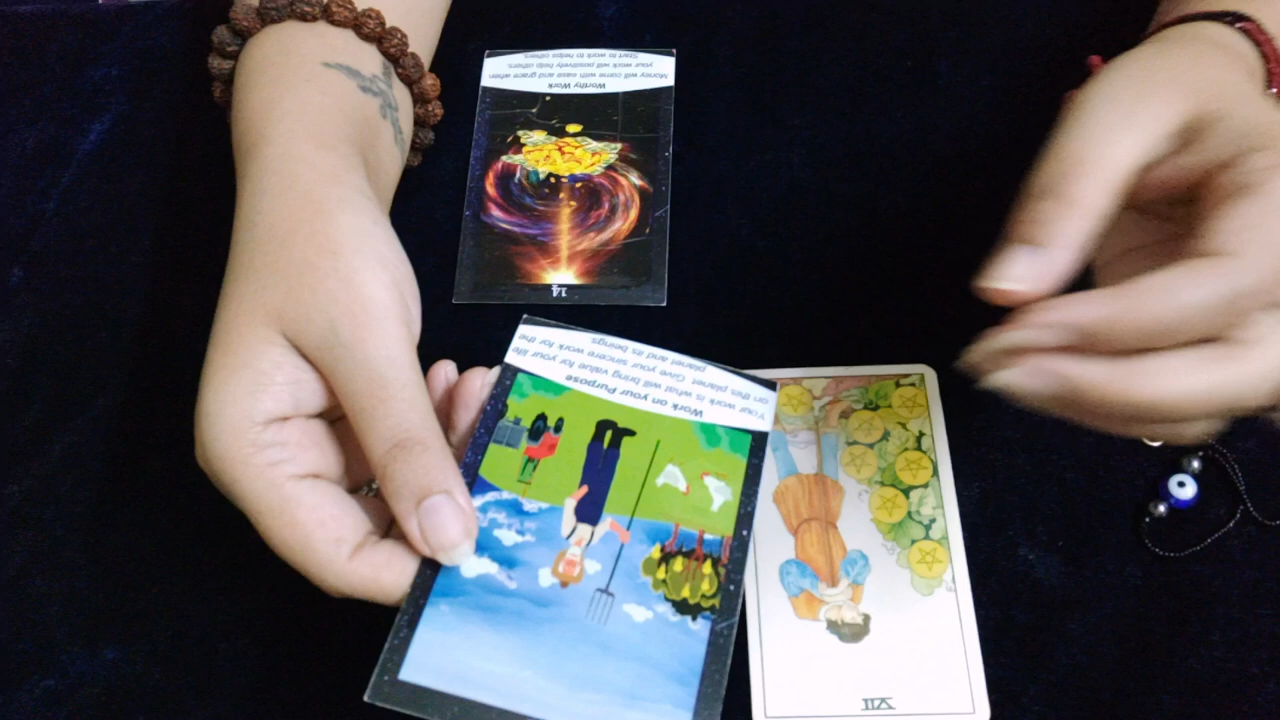 Worthy Work
Money will come with ease and grace when
your work will positively help others.
Start to work to helps others.
14
Work on your Purpose
Your work is what will bring value for your life
on this planet. Give your sincere work for the
planet and its beings.
VII